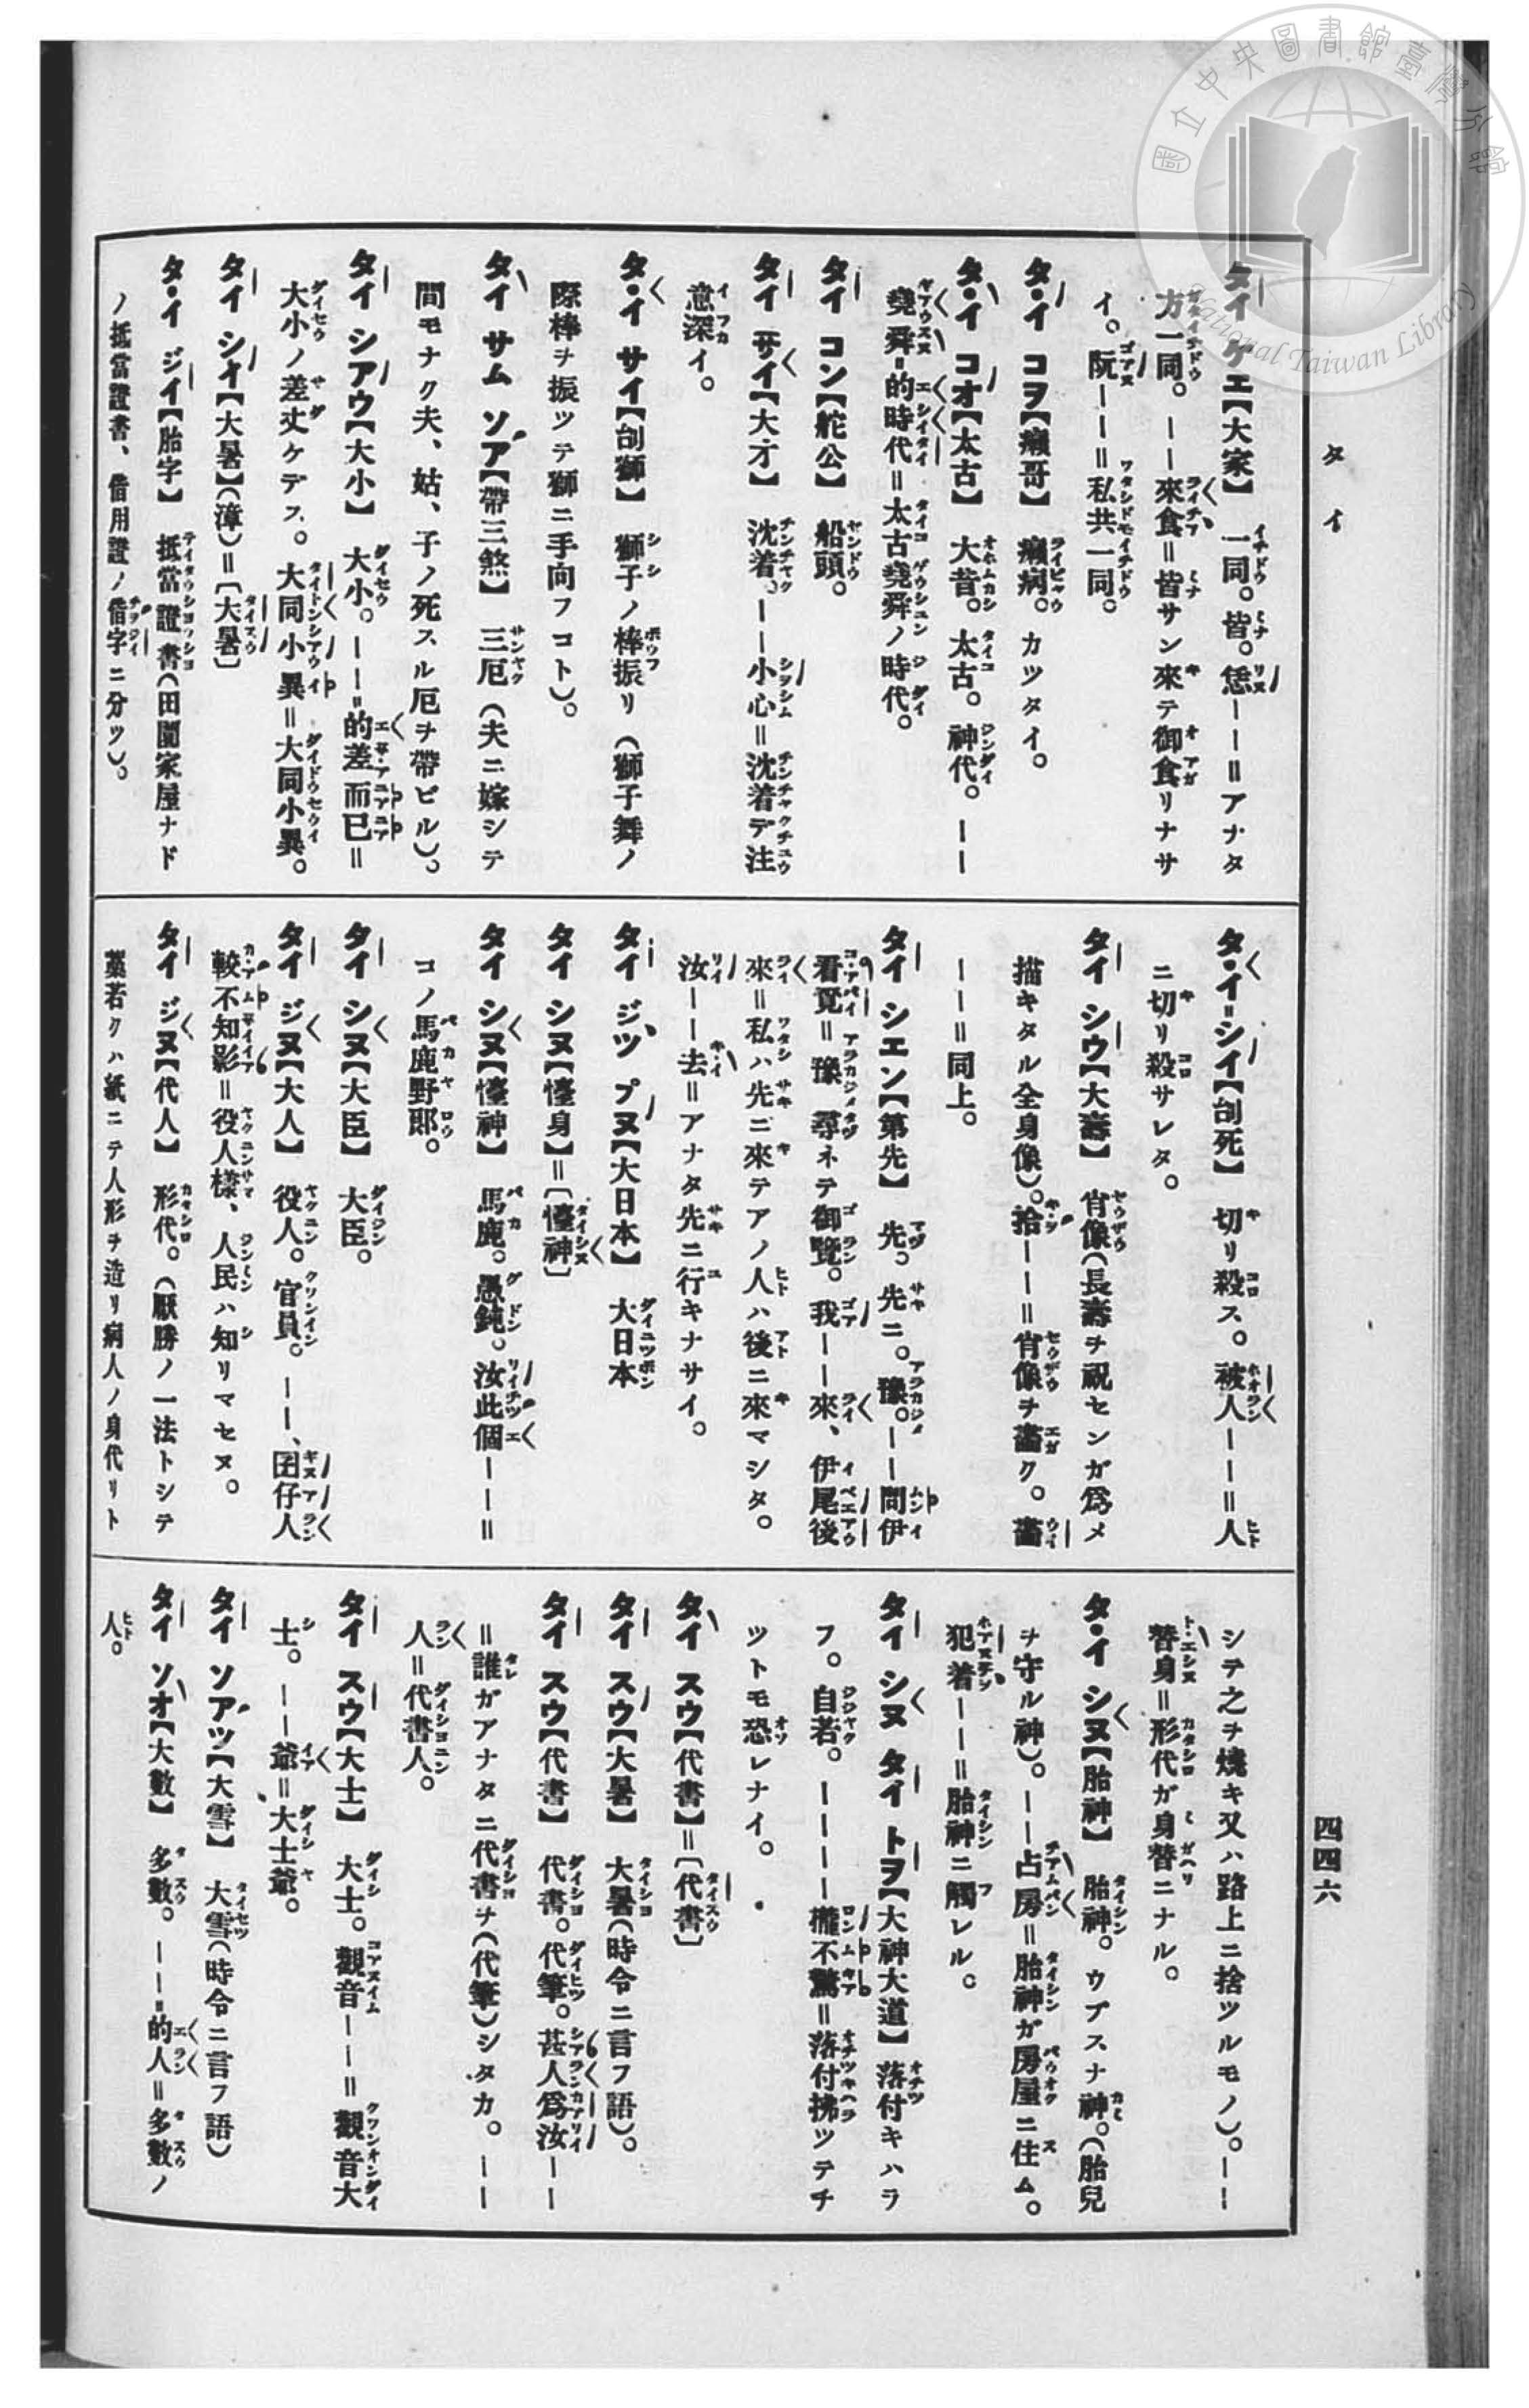 タイ
四四六
タイ ケエ【大家】 一同。皆。恁ーー＝アナタ
方一同。ーー來食＝皆サン來テ御食リナサ
イ。阮ーー＝私共一同。
タ・イ コヲ【癩哥】 癩病。カツタイ。
タ・イ コオ【太古】 大昔。太古。神代。ーー
堯舜＝的時代＝太古堯舜ノ時代。
タイ コン【舵公】 船頭。
タイ サイ【大才】 沈着。ーー小心＝沈着デ注
意深イ。
タ・イ サイ【刣獅】 獅子ノ棒振リ（獅子舞ノ
際棒ヲ振ツテ獅ニ手向フコト）。
タイ サム ソア【帶三煞】 三厄（夫ニ嫁シテ
間モナク夫、姑、子ノ死スル厄ヲ帶ビル）。
タイ シアウ【大小】 大小。ーー＝的差而已＝
大小ノ差丈ケデス。大同小異＝大同小異。
タイ シイ【大暑】（漳）＝〔大暑〕
タ・イ ジイ【胎字】 抵當證書（田園家屋ナド
ノ抵當證書、借用證ノ借字ニ分ツ）。
タ・イ＝シイ【刣死】 切リ殺ス。被人ーー＝人
ニ切リ殺サレタ。
タイ シウ【大壽】 肖像（長壽ヲ祝センガ爲メ
描キタル全身像）。拾ーー＝肖像ヲ畵ク。畵
ーー＝同上。
タイ シエン【第先】 先。先ニ。豫。ーー問伊
看覓＝豫尋ネテ御覽。我ーー來、伊尾後
來＝私ハ先ニ來テアノ人ハ後ニ來マシタ。
汝ーー去＝アナタ先ニ行キナサイ。
タイ ジツ プヌ【大日本】 大日本
タイ シヌ【儓身】＝〔儓神〕
タイ シヌ【儓神】 馬鹿。愚鈍。汝此個ーー＝
コノ馬鹿野郎。
タイ シヌ【大臣】 大臣。
タイ ジヌ【大人】 役人。官員。ーー、囝仔人
較不知影＝役人樣、人民ハ知リマセヌ。
タイ ジヌ【代人】 形代。（厭勝ノ一法トシテ
藁若クハ紙ニテ人形ヲ造リ病人ノ身代リト
シテ之ヲ燒キ又ハ路上ニ捨ツルモノ）。ーー
替身＝形代ガ身替ニナル。
タ・イ シヌ【胎神】 胎神。ウブスナ神。（胎兒
ヲ守ル神）。ーー占房＝胎神ガ房屋ニ住ム。
犯着ーー＝胎神ニ觸レル。
タイ シヌ タイ トヲ【大神大道】 落付キハラ
フ。自若。ーーーー攏不驚＝落付拂ツテチ
ツトモ恐レナイ。
タイ スウ【代書】＝〔代書〕
タイ スウ【大暑】 大暑（時令ニ言フ語）。
タイ スウ【代書】 代書。代筆。甚人爲汝ーー
＝誰ガアナタニ代書ヲ（代筆）シタカ。ーー
人＝代書人。
タイ スウ【大士】 大士。觀音ーー＝觀音大
士。ーー爺＝大士爺。
タイ ソアツ【大雪】 大雪（時令ニ言フ語）
タイ ソオ【大數】 多數。ーー＝的人＝多數ノ
人。
國立中央圖書館臺灣分館
National Taiwan Library